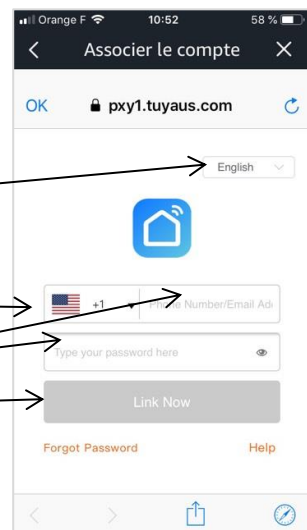 Orange F 10:52 58 %
Associer le compte
OK pxy1.tuyaus.com
English
+1 Phone Number/Email Add
Type your password here
Link Now
Forgot Password Help